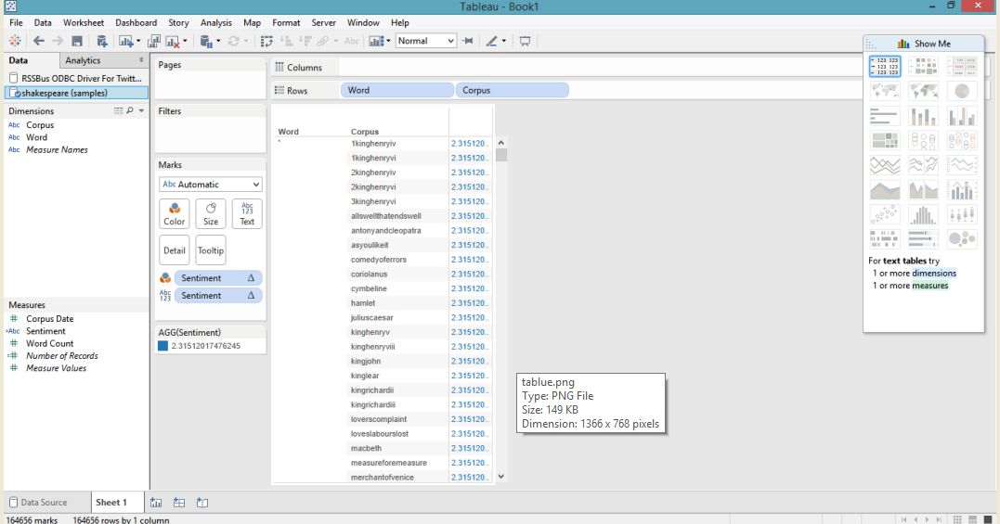 Tableau - Book1
File Data Worksheet Dashboard Story Analysis Map Format Server Window Help
Abc Normal
Show Me
Data Analytics
RSSBus ODBC Driver For Twitt...
shakespeare (samples)
Dimensions
Abc Corpus
Abc Word
Abc Measure Names
Measures
# Corpus Date
=Abc Sentiment
# Word Count
=# Number of Records
# Measure Values
Pages
Filters
Marks
Abc Automatic
Color Size Abc 123 Text
Detail Tooltip
Sentiment Δ
Abc 123 Sentiment Δ
AGG(Sentiment)
2.31512017476245
Columns
Rows Word Corpus
Word Corpus
' 1kinghenryiv 2.315120..
1kinghenryvi 2.315120..
2kinghenryiv 2.315120..
2kinghenryvi 2.315120..
3kinghenryvi 2.315120..
allswellthatendswell 2.315120..
antonyandcleopatra 2.315120..
asyoulikeit 2.315120..
comedyoferrors 2.315120..
coriolanus 2.315120..
cymbeline 2.315120..
hamlet 2.315120..
juliuscaesar 2.315120..
kinghenryv 2.315120..
kinghenryviii 2.315120..
kingjohn 2.315120..
kinglear 2.315120..
kingrichardii 2.315120..
kingrichardiii 2.315120..
loverscomplaint 2.315120..
loveslabourslost 2.315120..
macbeth 2.315120..
measureforemeasure 2.315120..
merchantofvenice 2.315120..
tablue.png
Type: PNG File
Size: 149 KB
Dimension: 1366 x 768 pixels
For text tables try
1 or more dimensions
1 or more measures
Data Source Sheet 1
164656 marks 164656 rows by 1 column